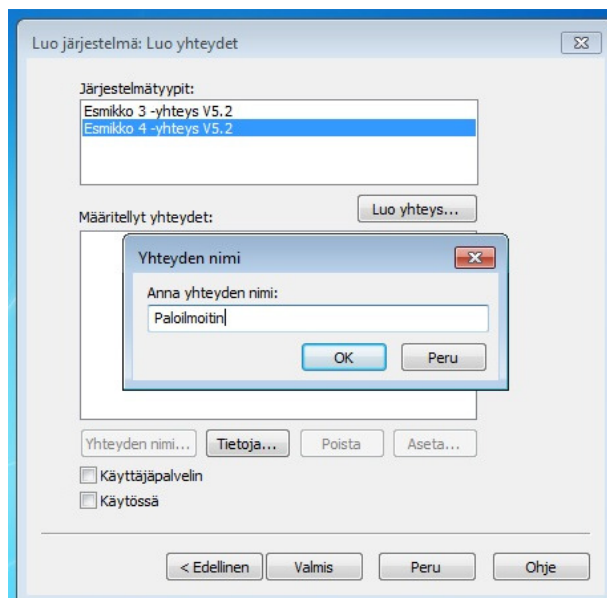 Luo järjestelmä: Luo yhteydet
Järjestelmätyypit:
Esmikko 3 -yhteys V5.2
Esmikko 4 -yhteys V5.2
Luo yhteys...
Määritellyt yhteydet:
Yhteyden nimi
Anna yhteyden nimi:
Paloilmoitin
OK Peru
Yhteyden nimi... Tietoja... Poista Aseta...
Käyttäjäpalvelin
Käytössä
< Edellinen Valmis Peru Ohje